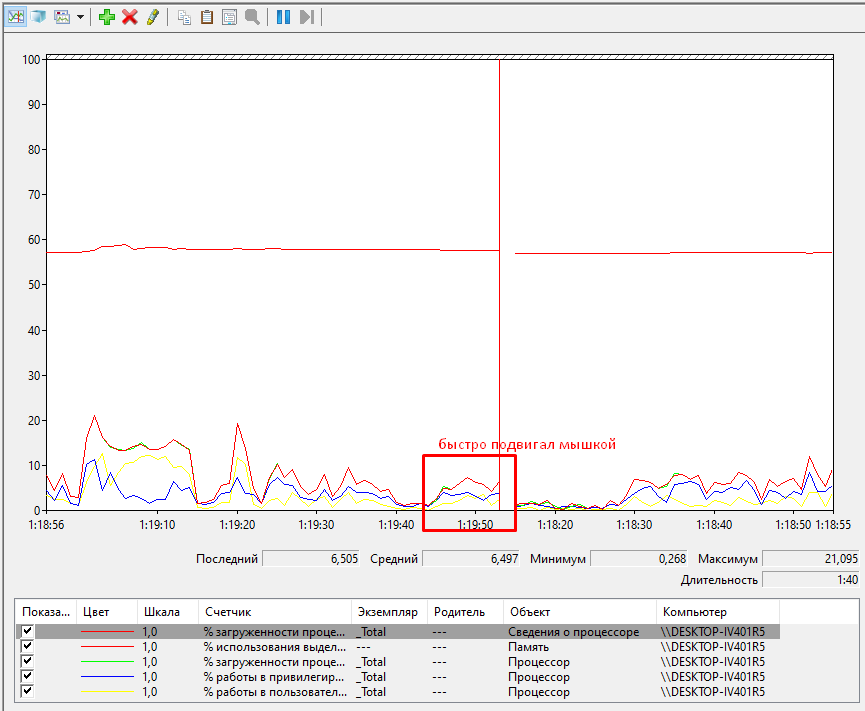 100
90
80
70
60
50
40
30
20
10
0
быстро подвигал мышкой
1:18:56 1:19:10 1:19:20 1:19:30 1:19:40 1:19:50 1:18:20 1:18:30 1:18:40 1:18:50 1:18:55
Последний 6,505 Средний 6,497 Минимум 0,268 Максимум 21,095
Длительность 1:40
Показа... Цвет Шкала Счетчик Экземпляр Родитель Объект Компьютер
1,0 % загруженности проце... _Total --- Сведения о процессоре \\DESKTOP-IV401R5
1,0 % использования выдел... --- --- Память \\DESKTOP-IV401R5
1,0 % загруженности проце... _Total --- Процессор \\DESKTOP-IV401R5
1,0 % работы в привилегир... _Total --- Процессор \\DESKTOP-IV401R5
1,0 % работы в пользовател... _Total --- Процессор \\DESKTOP-IV401R5